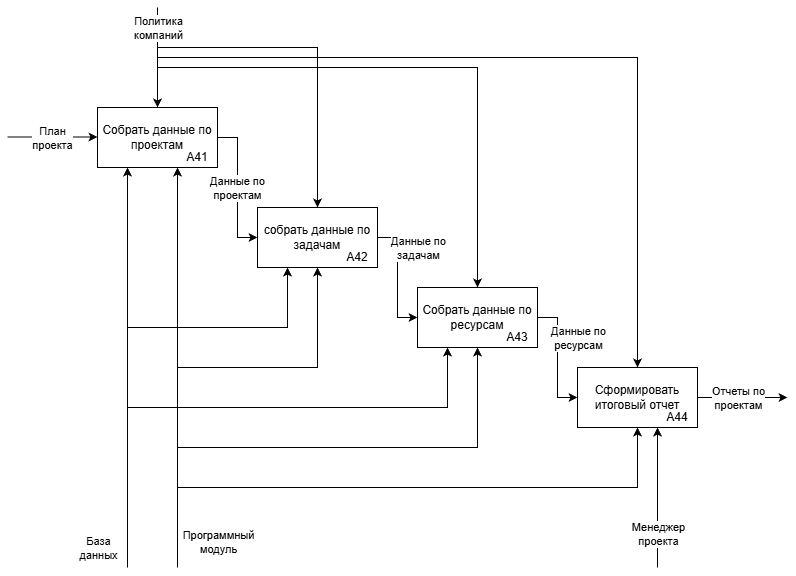 Политика
компаний
План
проекта
Собрать данные по
проектам
A41
Данные по
проектам
собрать данные по
задачам
A42
Данные по
задачам
Собрать данные по
ресурсам
A43
Данные по
ресурсам
Сформировать
итоговый отчет
A44
Отчеты по
проектам
База
данных
Программный
модуль
Менеджер
проекта